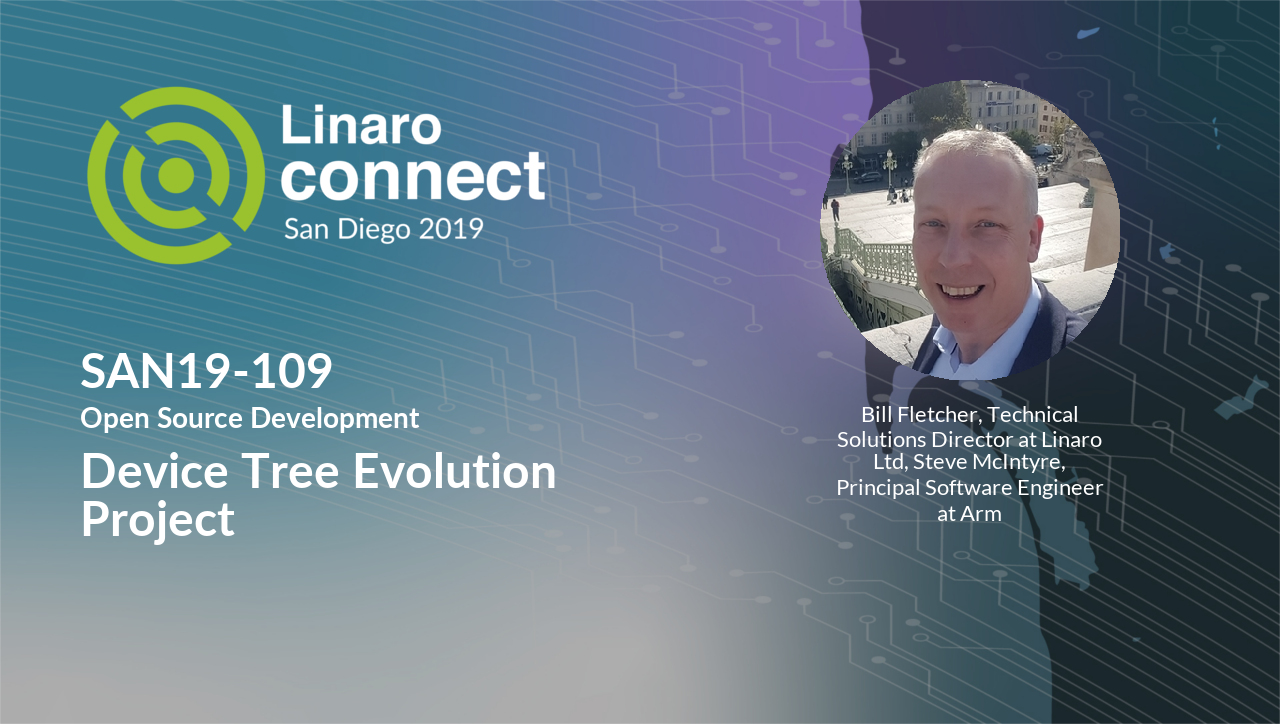 Linaro
connect
San Diego 2019
SAN19-109
Open Source Development
Device Tree Evolution
Project
Bill Fletcher, Technical
Solutions Director at Linaro
Ltd, Steve McIntyre,
Principal Software Engineer
at Arm